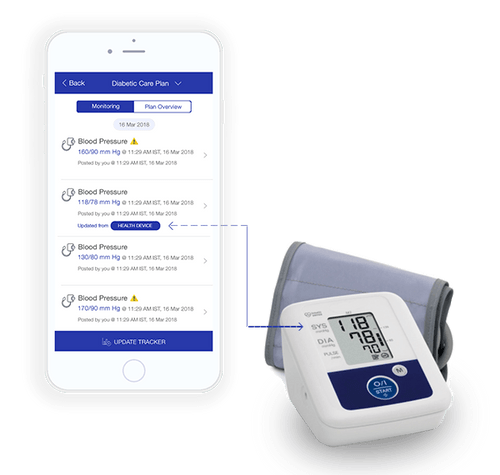 Back
Diabetic Care Plan
Monitoring
Plan Overview
16 Mar 2018
Blood Pressure
160/90 mm Hg @ 11:29 AM IST, 16 Mar 2018
Posted by you @ 11:29 AM IST, 16 Mar 2018
Blood Pressure
118/78 mm Hg @ 11:29 AM IST, 16 Mar 2018
Posted by you @ 11:29 AM IST, 16 Mar 2018
Updated from HEALTH DEVICE
Blood Pressure
130/80 mm Hg @ 11:29 AM IST, 16 Mar 2018
Posted by you @ 11:29 AM IST, 16 Mar 2018
Blood Pressure
170/90 mm Hg @ 11:29 AM IST, 16 Mar 2018
Posted by you @ 11:29 AM IST, 16 Mar 2018
UPDATE TRACKER
SYS 118
mmHg
DIA 78
mmHg
PULSE 70
M
O/I
START